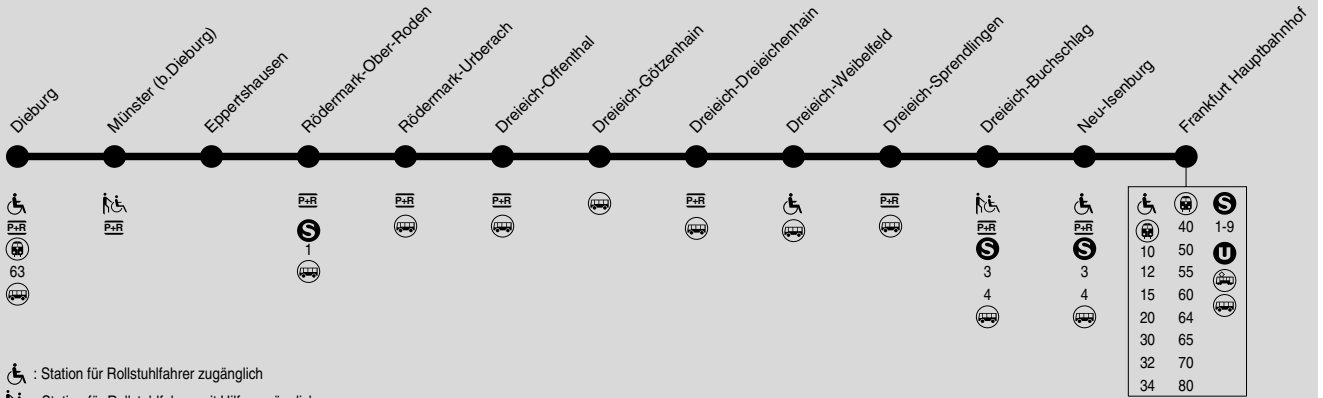 Dieburg
Münster (b.Dieburg)
Eppertshausen
Rödermark-Ober-Roden
Rödermark-Urberach
Dreieich-Offenthal
Dreieich-Götzenhain
Dreieich-Dreieichenhain
Dreieich-Weibelfeld
Dreieich-Sprendlingen
Dreieich-Buchschlag
Neu-Isenburg
Frankfurt Hauptbahnhof
P+R
63
P+R
P+R
S
1
P+R
P+R
P+R
P+R
P+R
S
3
4
P+R
S
3
4
10
12
15
20
30
32
34
40
50
55
60
64
65
70
80
S
1-9
U
: Station für Rollstuhlfahrer zugänglich